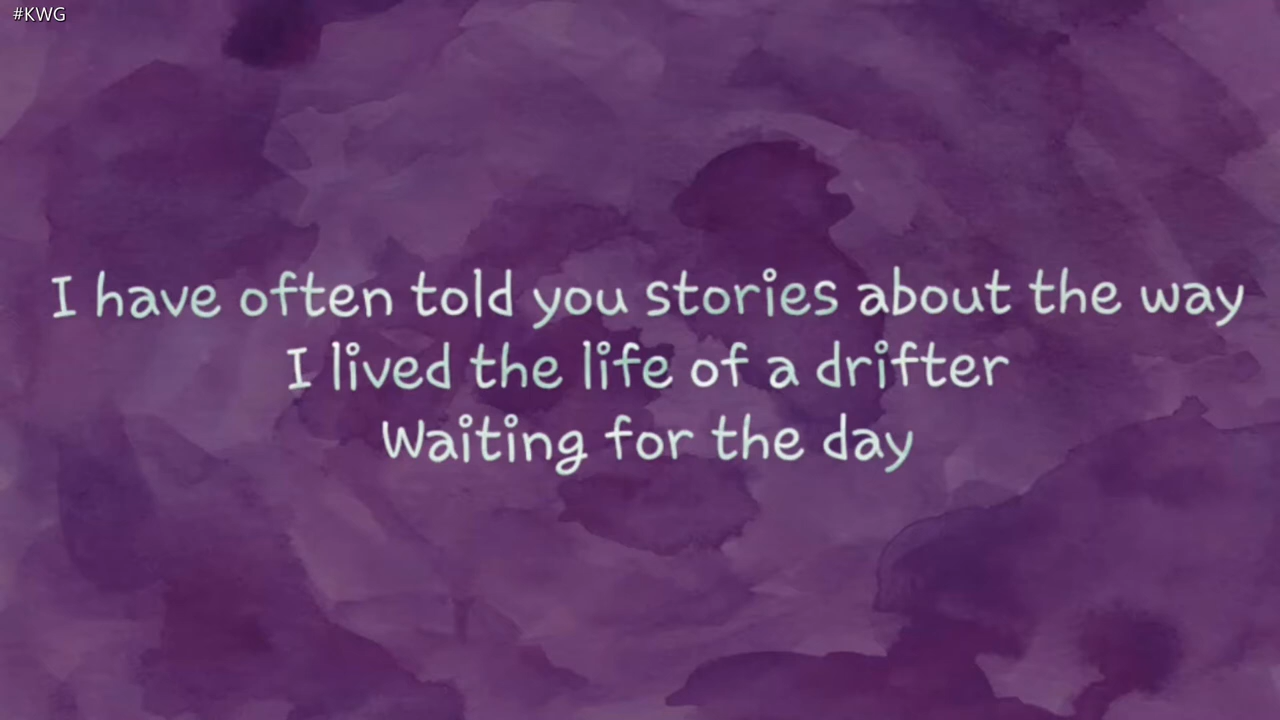 #KWG
I have often told you stories about the way
I lived the life of a drifter
Waiting for the day